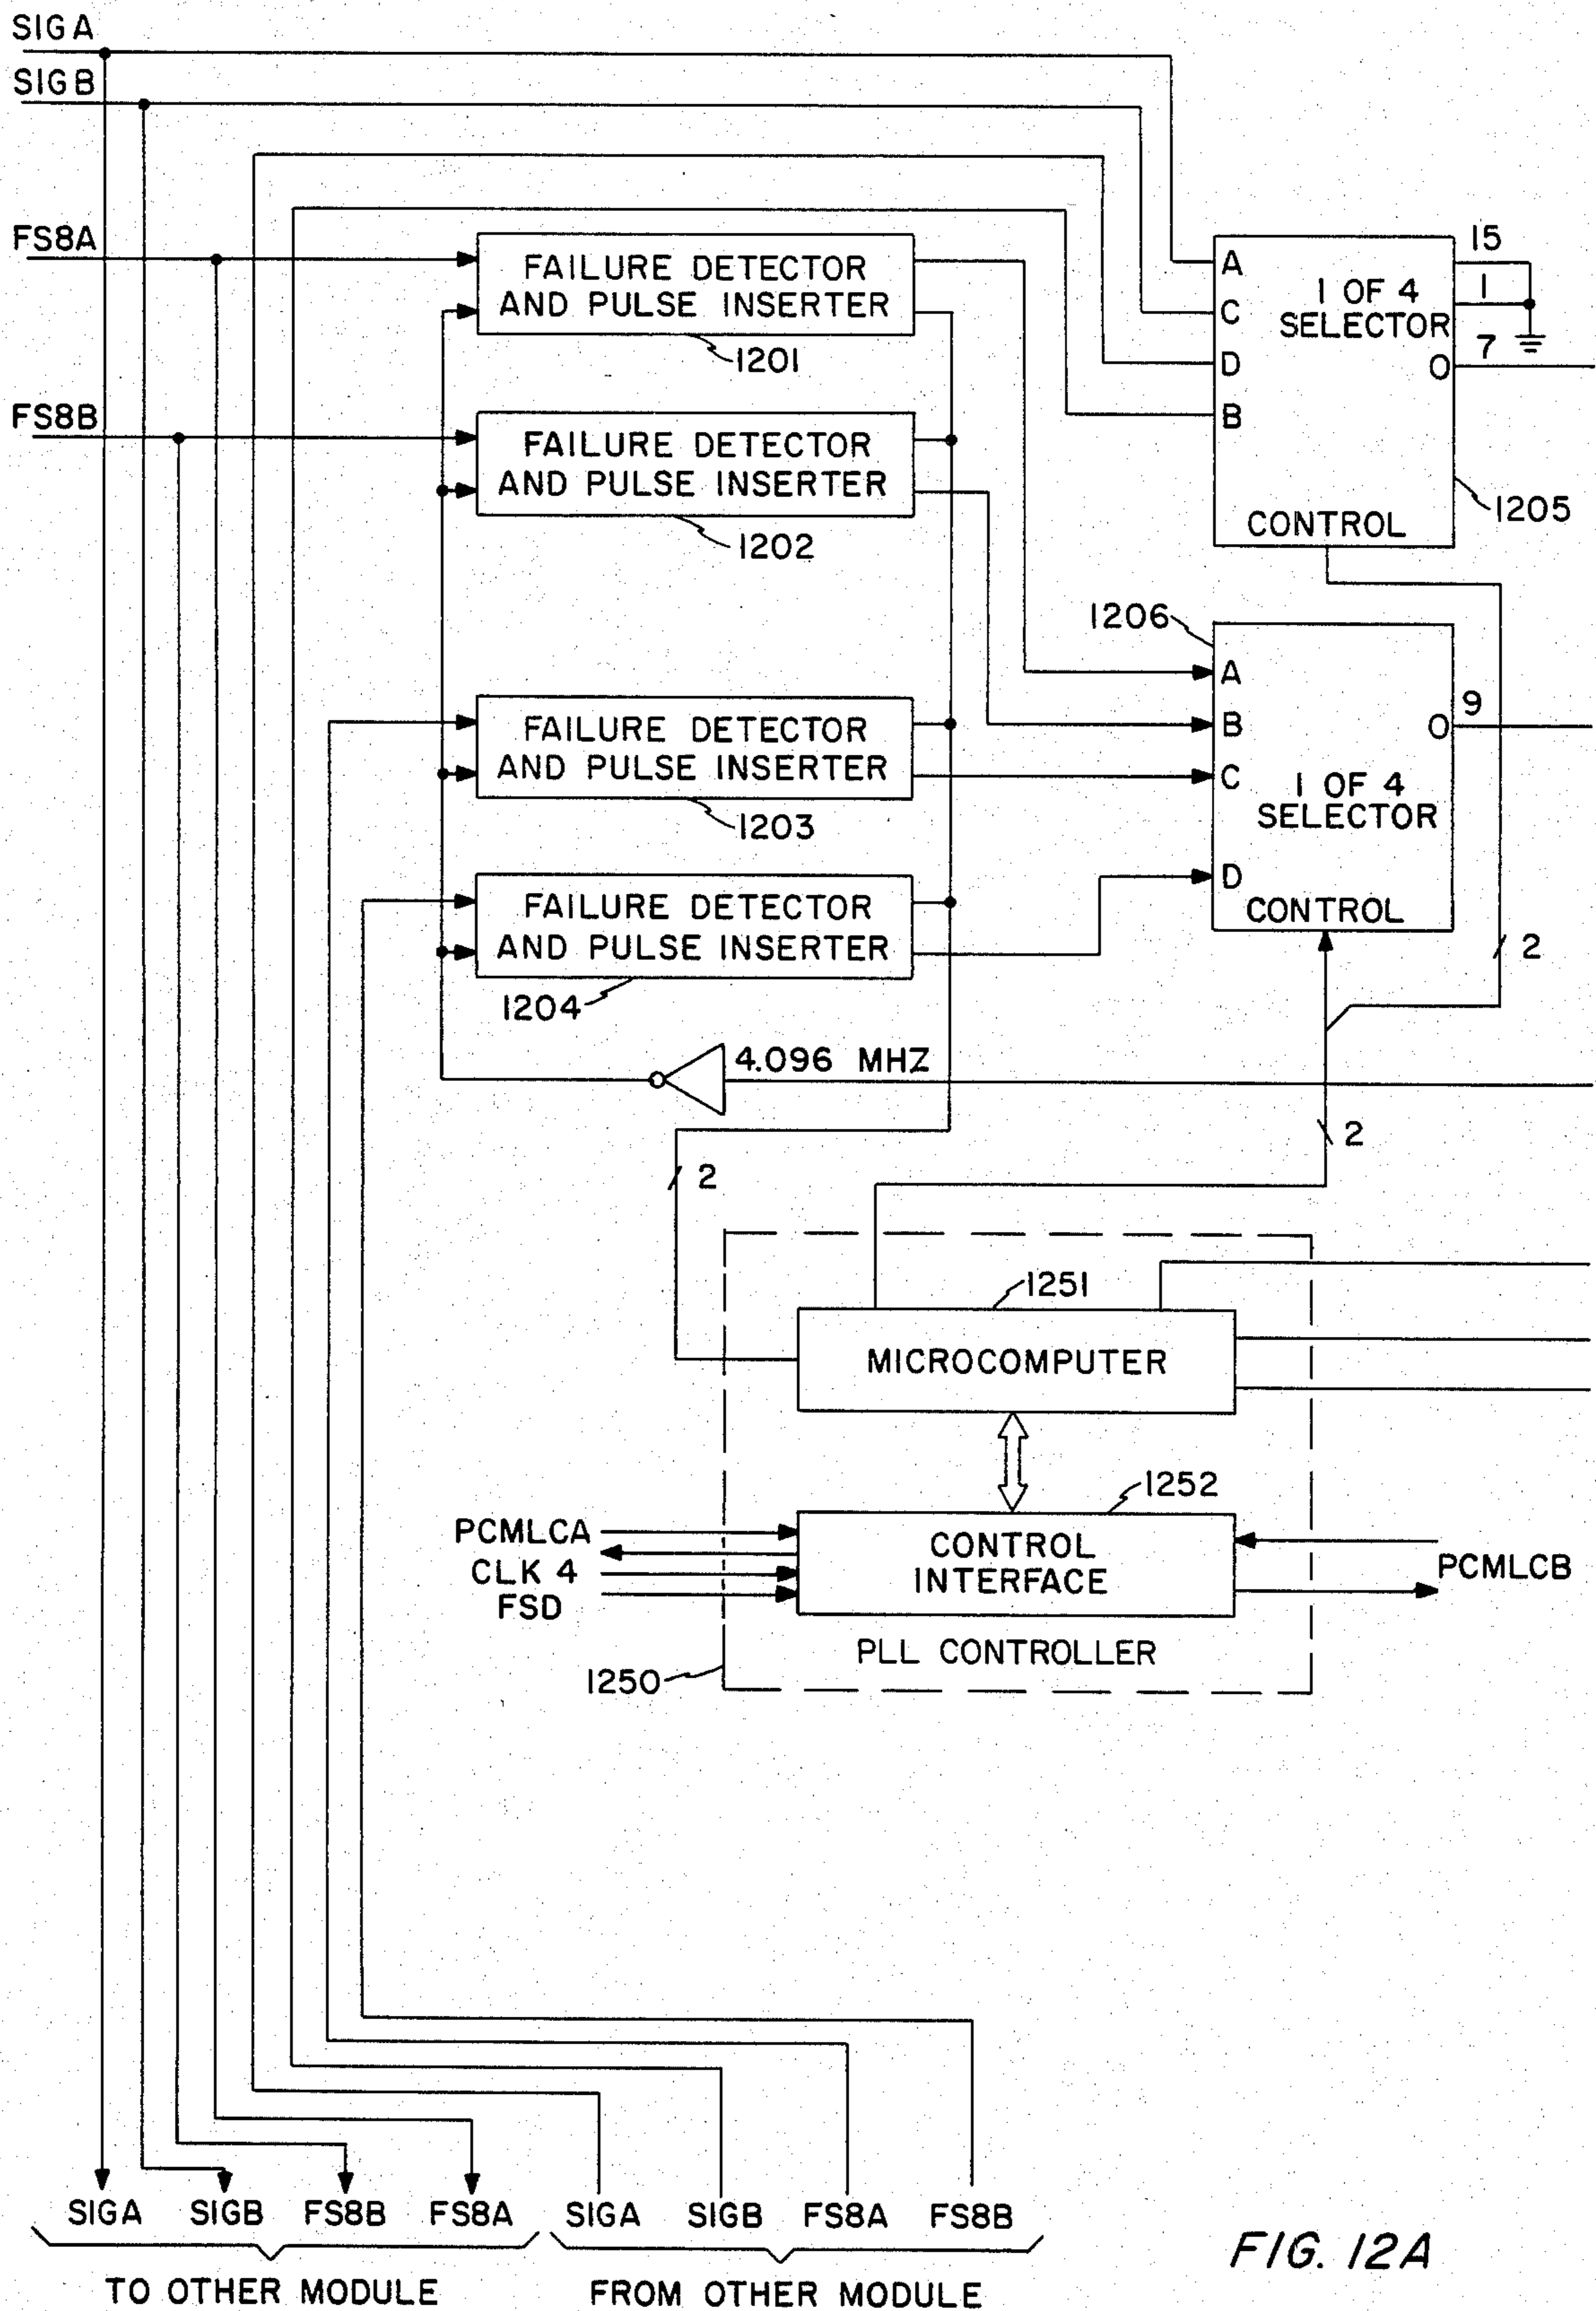 SIGA
SIGB
FS8A
FS8B
FAILURE DETECTOR
AND PULSE INSERTER
1201
FAILURE DETECTOR
AND PULSE INSERTER
1202
FAILURE DETECTOR
AND PULSE INSERTER
1203
FAILURE DETECTOR
AND PULSE INSERTER
1204
A
C
D
B
1 OF 4
SELECTOR
O
CONTROL
15
1
7
1205
1206
A
B
C
D
O
9
1 OF 4
SELECTOR
CONTROL
2
4.096 MHZ
2
2
1251
MICROCOMPUTER
1252
PCMLCA
CLK 4
FSD
CONTROL
INTERFACE
PCMLCB
PLL CONTROLLER
1250
SIGA SIGB FS8B FS8A SIGA SIGB FS8A FS8B
TO OTHER MODULE FROM OTHER MODULE
FIG. 12A